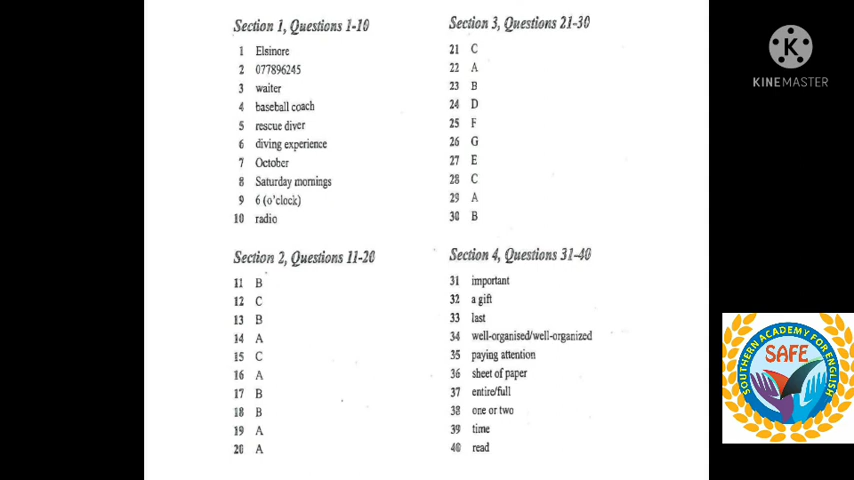 Section 1, Questions 1-10
1 Elsinore
2 077896245
3 waiter
4 baseball coach
5 rescue diver
6 diving experience
7 October
8 Saturday mornings
9 6 (o'clock)
10 radio
Section 2, Questions 11-20
11 B
12 C
13 B
14 A
15 C
16 A
17 B
18 B
19 A
20 A
Section 3, Questions 21-30
21 C
22 A
23 B
24 D
25 F
26 G
27 E
28 C
29 A
30 B
Section 4, Questions 31-40
31 important
32 a gift
33 last
34 well-organised/well-organized
35 paying attention
36 sheet of paper
37 entire/full
38 one or two
39 time
40 read
K
KINEMASTER
SOUTHERN ACADEMY FOR ENGLISH
SAFE